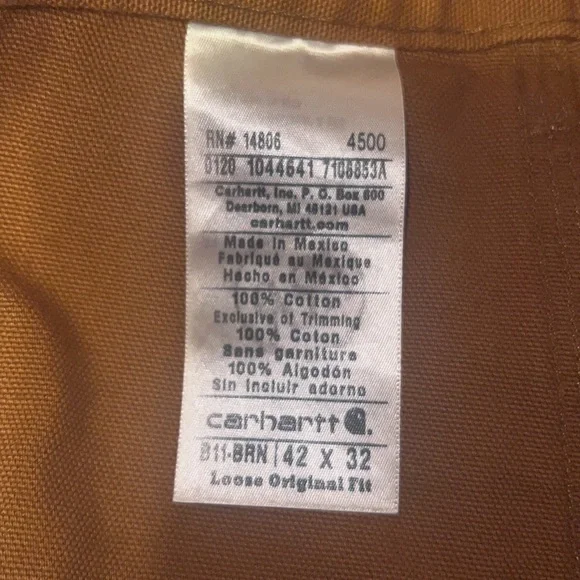 RN# 14806 4500
0120 1044641 7108853A
Carhartt, Inc. P. O. Box 600
Dearborn, MI 48121 USA
carhartt.com
Made in Mexico
Fabriqué au Mexique
Hecho en México
100% Cotton
Exclusive of Trimming
100% Coton
Sans garniture
100% Algodón
Sin incluir adorno
carhartt
B11-BRN | 42 X 32
Loose Original Fit